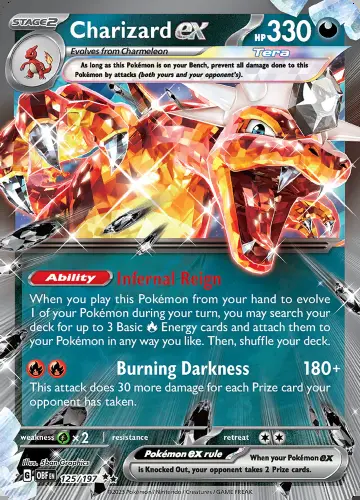 STAGE2 Charizard ex HP330
Evolves from Charmeleon Tera
As long as this Pokémon is on your Bench, prevent all damage done to this
Pokémon by attacks (both yours and your opponent's).
Ability Infernal Reign
When you play this Pokémon from your hand to evolve
1 of your Pokémon during your turn, you may search your
deck for up to 3 Basic Energy cards and attach them to
your Pokémon in any way you like. Then, shuffle your deck.
Burning Darkness 180+
This attack does 30 more damage for each Prize card your
opponent has taken.
weakness ×2 resistance retreat
Illus. 5ban Graphics
Pokémon ex rule When your Pokémon ex
is Knocked Out, your opponent takes 2 Prize cards.
G OBF EN 125/197
©2023 Pokémon / Nintendo / Creatures / GAME FREAK